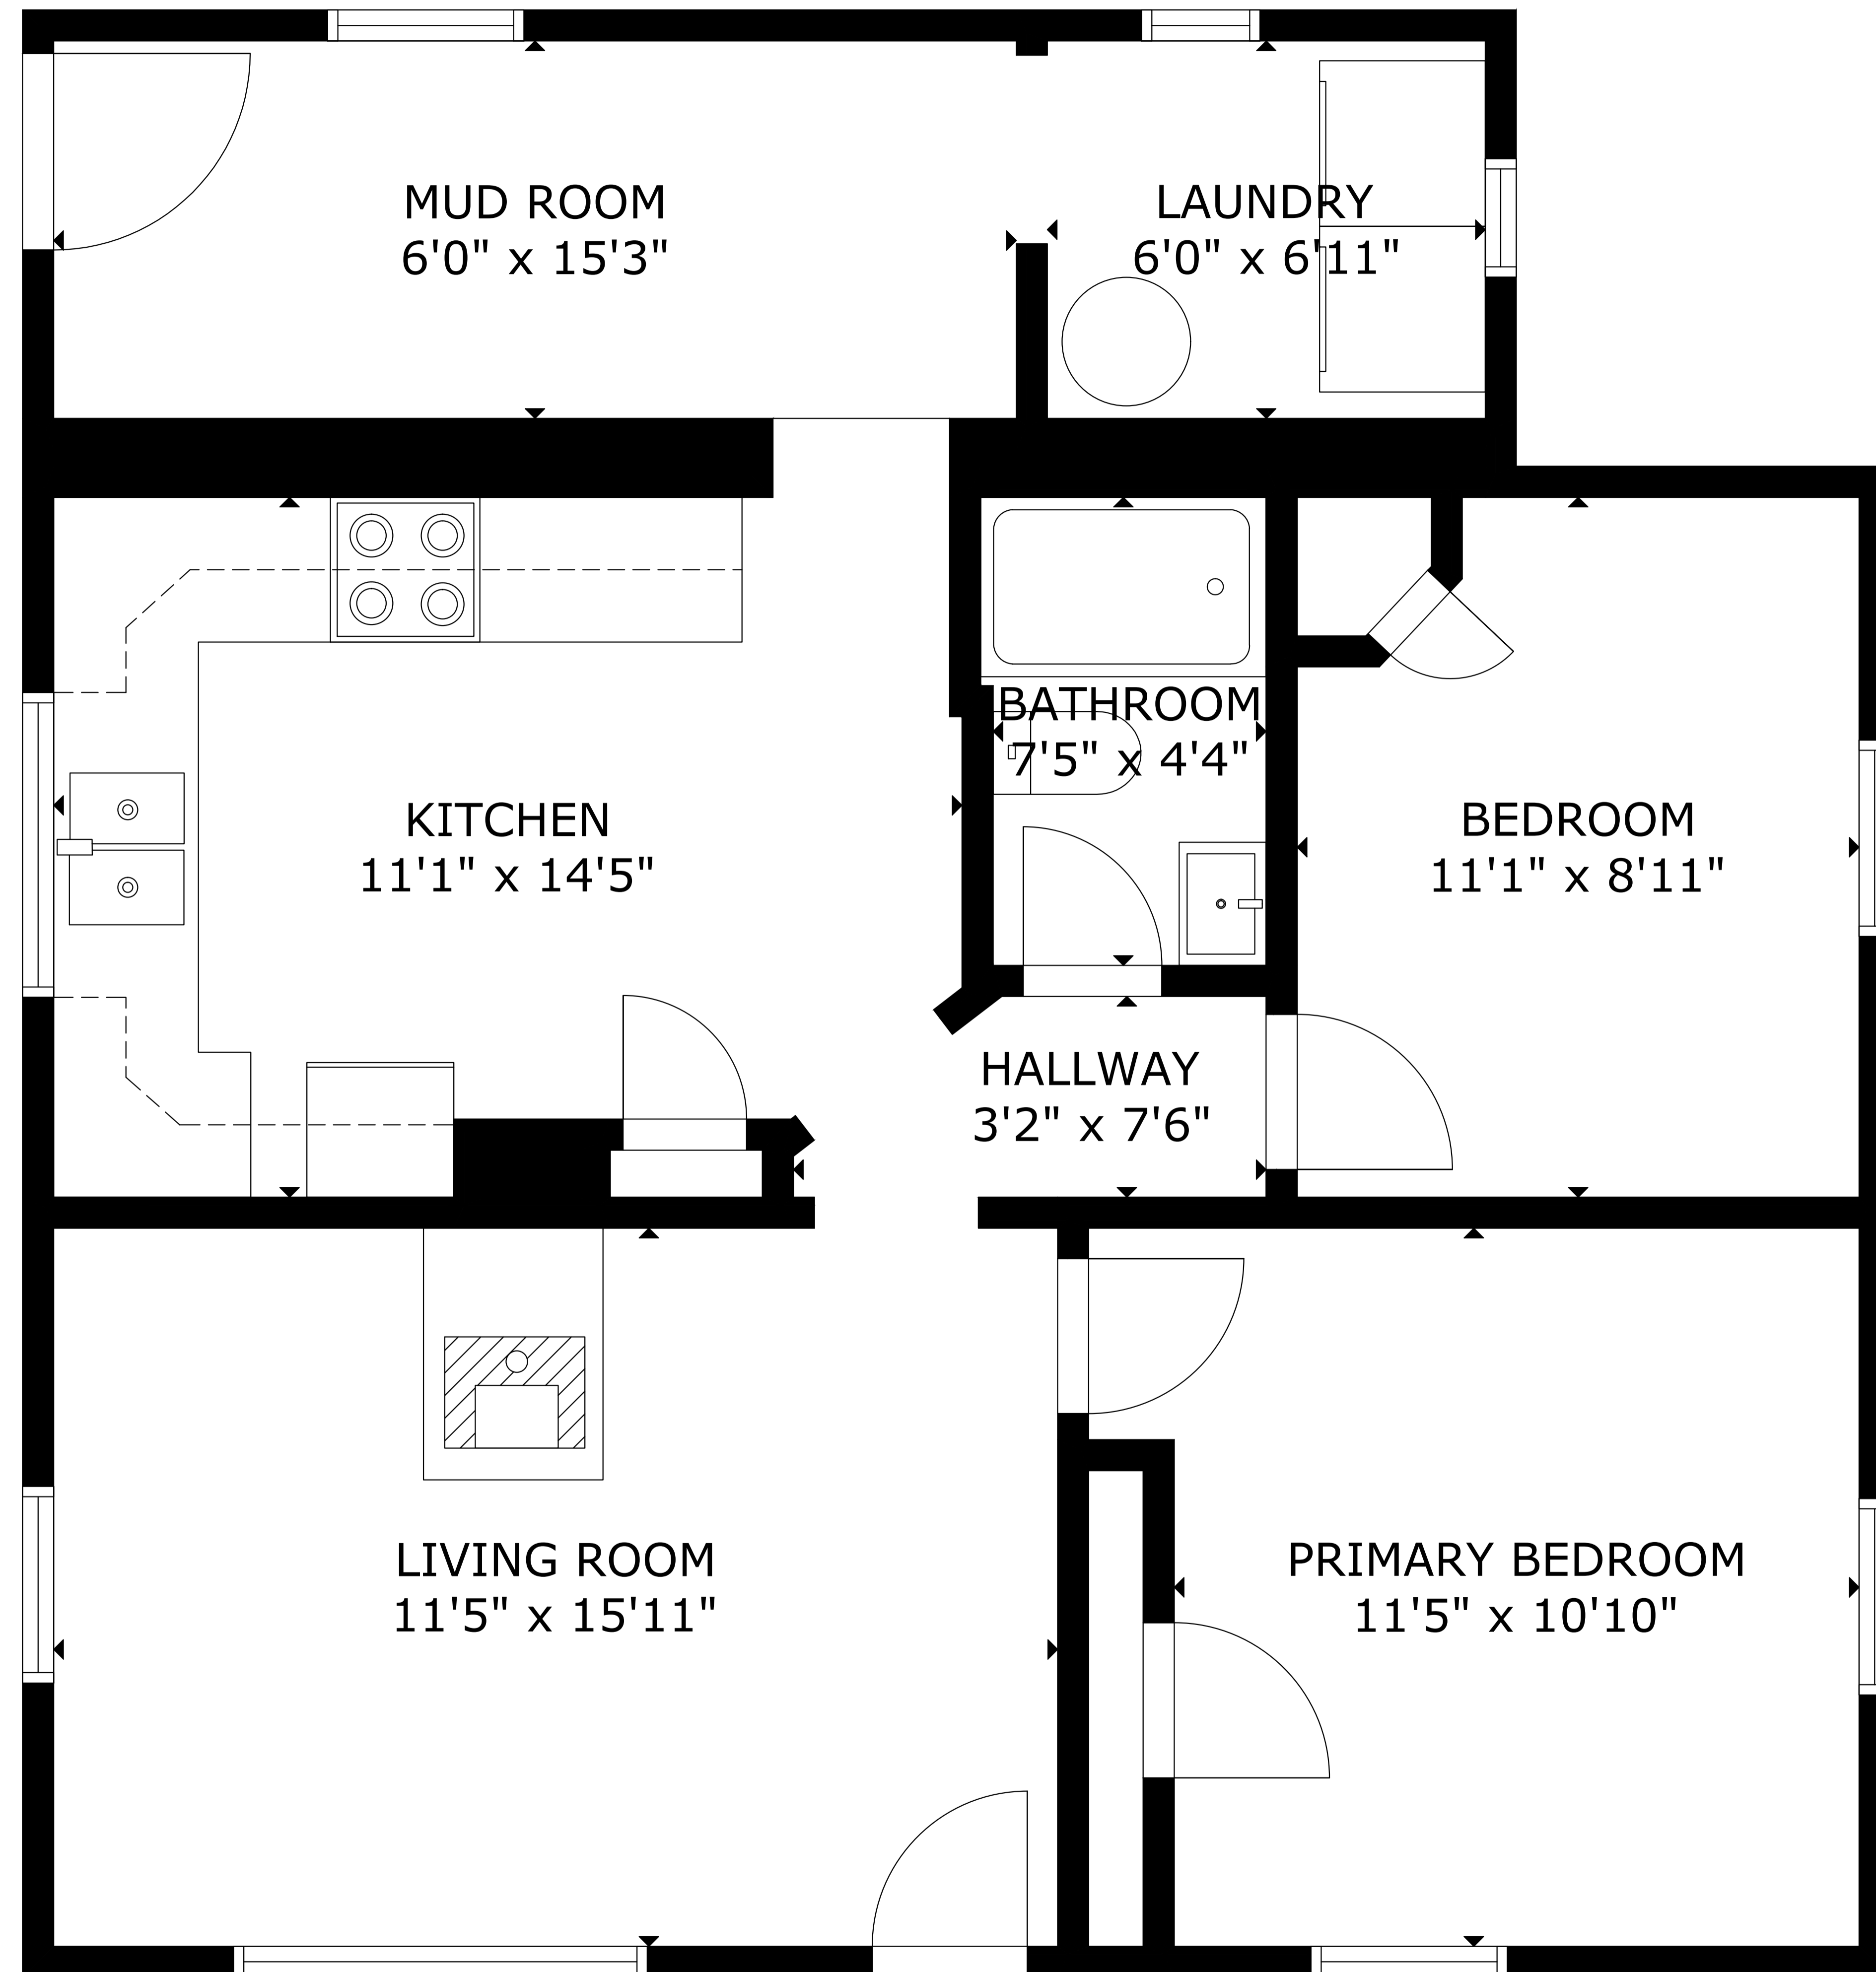 MUD ROOM
6'0" x 15'3"
LAUNDRY
6'0" x 6'11"
BATHROOM
7'5" x 4'4"
KITCHEN
11'1" x 14'5"
BEDROOM
11'1" x 8'11"
HALLWAY
3'2" x 7'6"
LIVING ROOM
11'5" x 15'11"
PRIMARY BEDROOM
11'5" x 10'10"